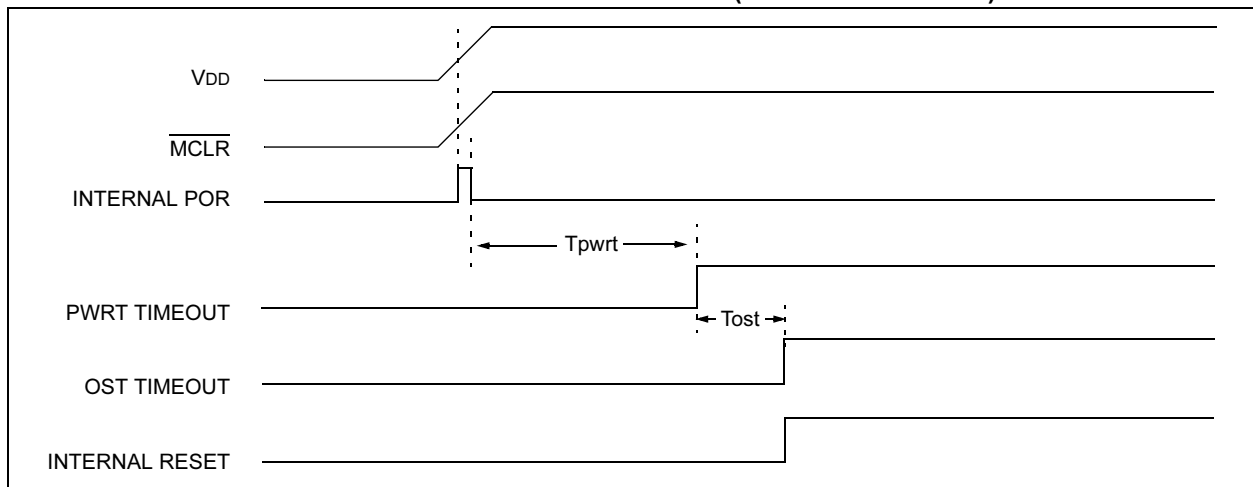 VDD
MCLR
INTERNAL POR
Tpwrt
PWRT TIMEOUT
Tost
OST TIMEOUT
INTERNAL RESET